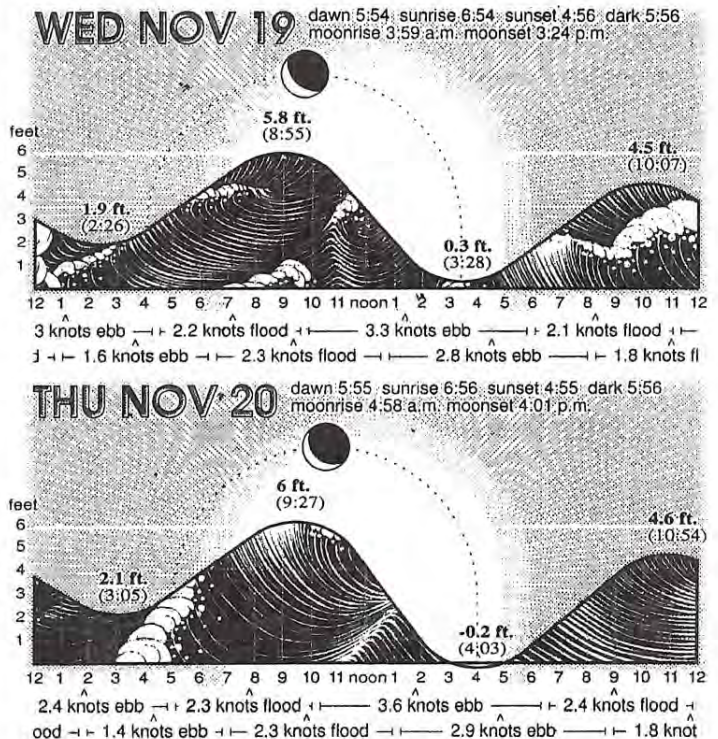 WED NOV 19
dawn 5:54 sunrise 6:54 sunset 4:56 dark 5:56
moonrise 3:59 a.m. moonset 3:24 p.m.
5.8 ft.
(8:55)
feet
6
5
4
3
2
1
4.5 ft.
(10:07)
1.9 ft.
(2:26)
0.3 ft.
(3:28)
12 1 2 3 4 5 6 7 8 9 10 11 noon 1 2 3 4 5 6 7 8 9 10 11 12
3 knots ebb 2.2 knots flood 3.3 knots ebb 2.1 knots flood
d 1.6 knots ebb 2.3 knots flood 2.8 knots ebb 1.8 knots fl
THU NOV 20
dawn 5:55 sunrise 6:56 sunset 4:55 dark 5:56
moonrise 4:58 a.m. moonset 4:01 p.m.
6 ft.
(9:27)
feet
6
5
4
3
2
1
4.6 ft.
(10:54)
2.1 ft.
(3:05)
-0.2 ft.
(4:03)
12 1 2 3 4 5 6 7 8 9 10 11 noon 1 2 3 4 5 6 7 8 9 10 11 12
2.4 knots ebb 2.3 knots flood 3.6 knots ebb 2.4 knots flood
ood 1.4 knots ebb 2.3 knots flood 2.9 knots ebb 1.8 knot